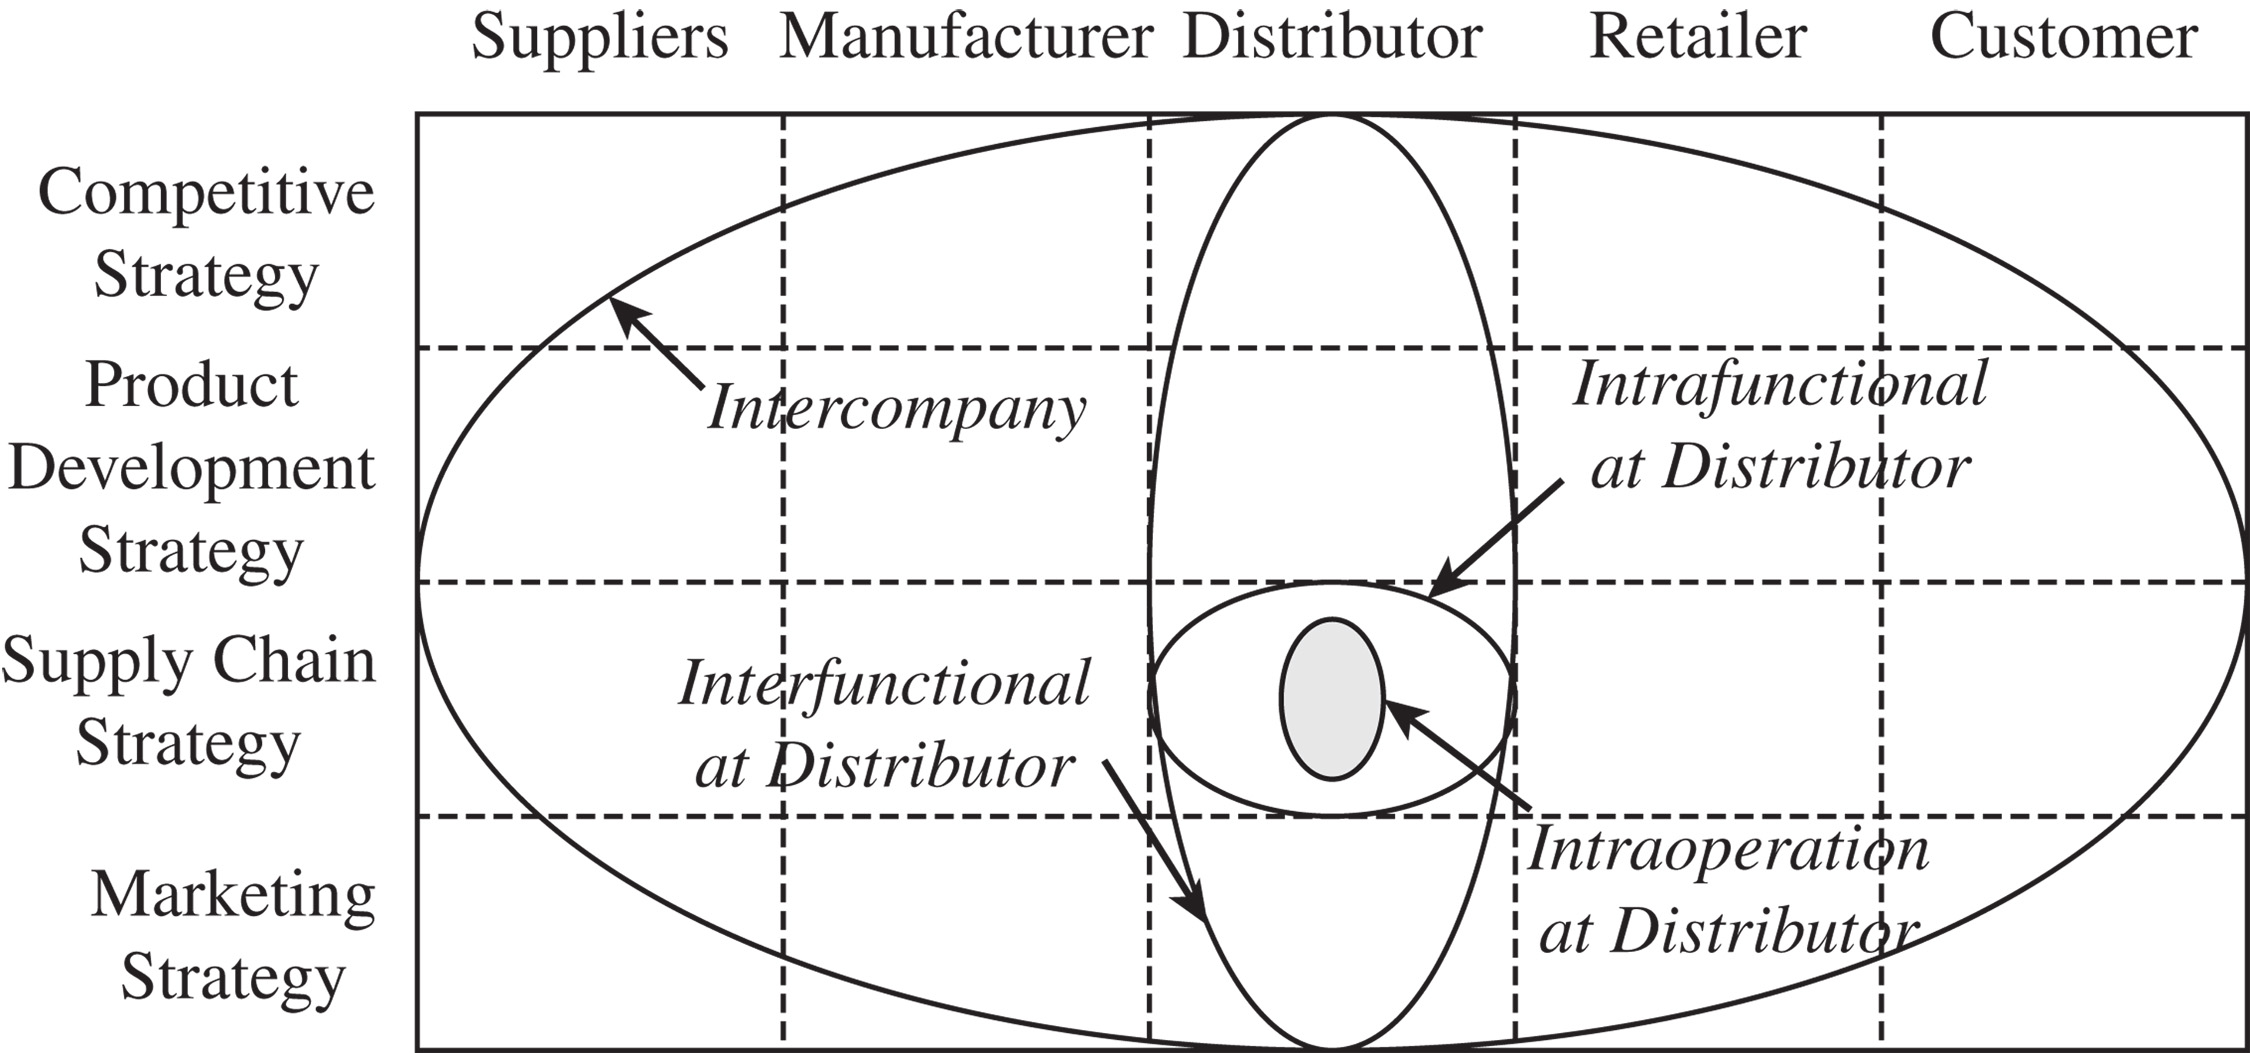 Suppliers Manufacturer Distributor Retailer Customer
Competitive
Strategy
Product
Development
Strategy
Supply Chain
Strategy
Marketing
Strategy
Intercompany
Intrafunctional
at Distributor
Interfunctional
at Distributor
Intraoperation
at Distributor